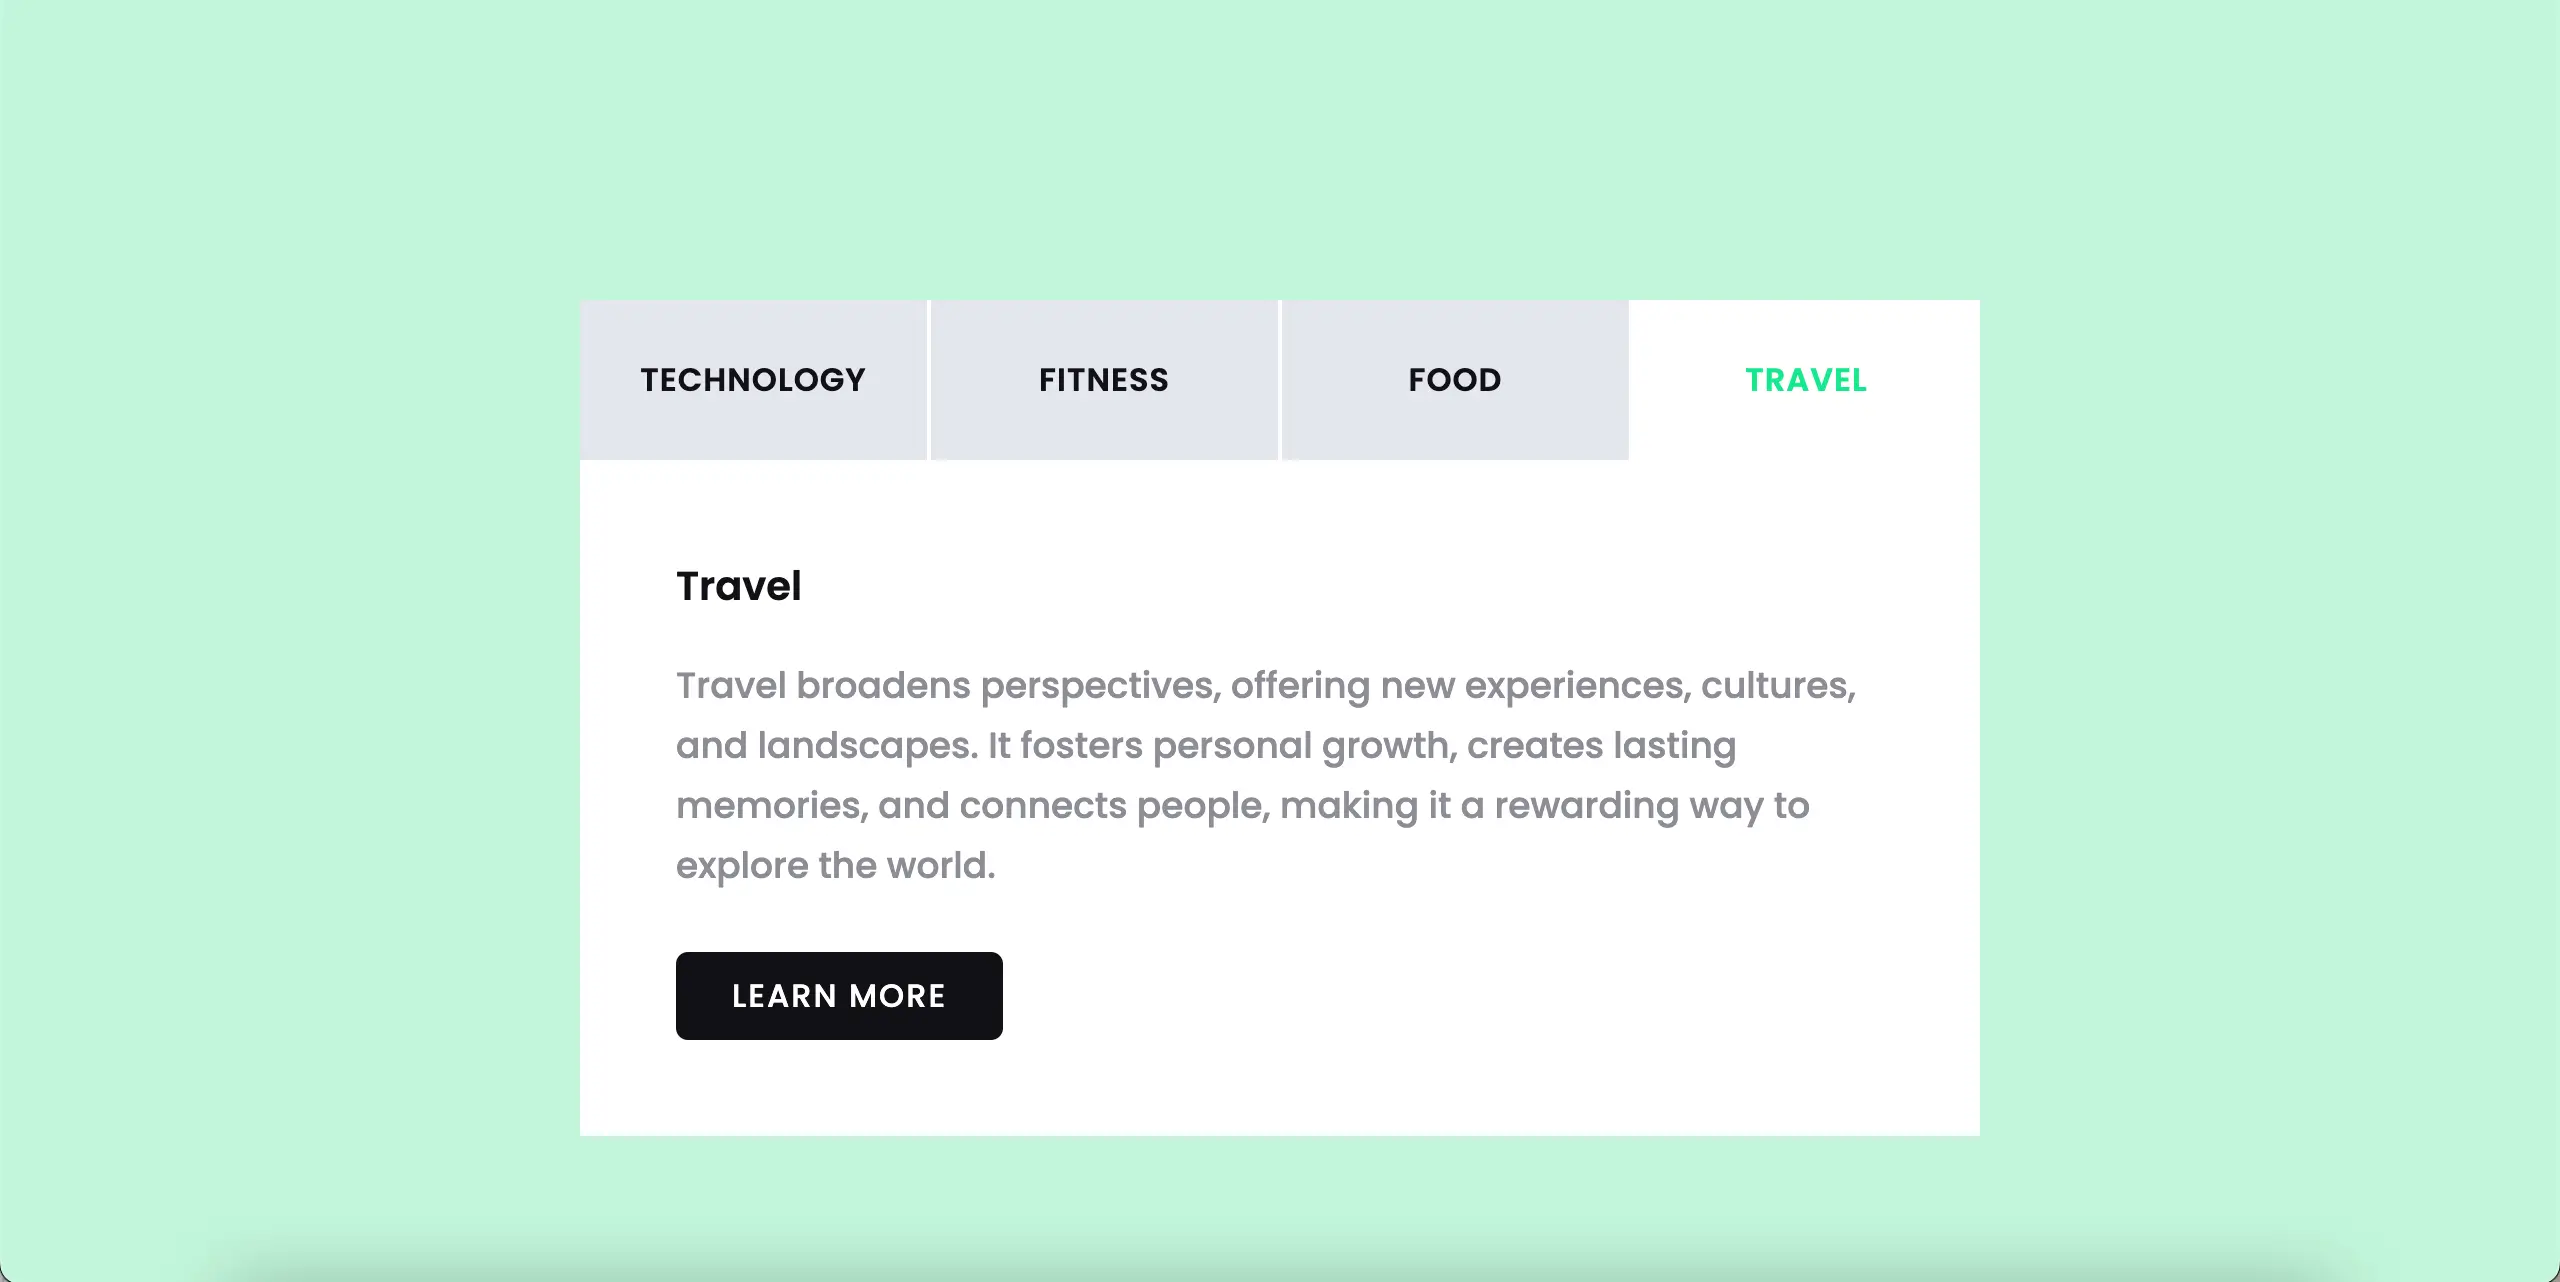 TECHNOLOGY FITNESS FOOD TRAVEL
Travel
Travel broadens perspectives, offering new experiences, cultures,
and landscapes. It fosters personal growth, creates lasting
memories, and connects people, making it a rewarding way to
explore the world.
LEARN MORE